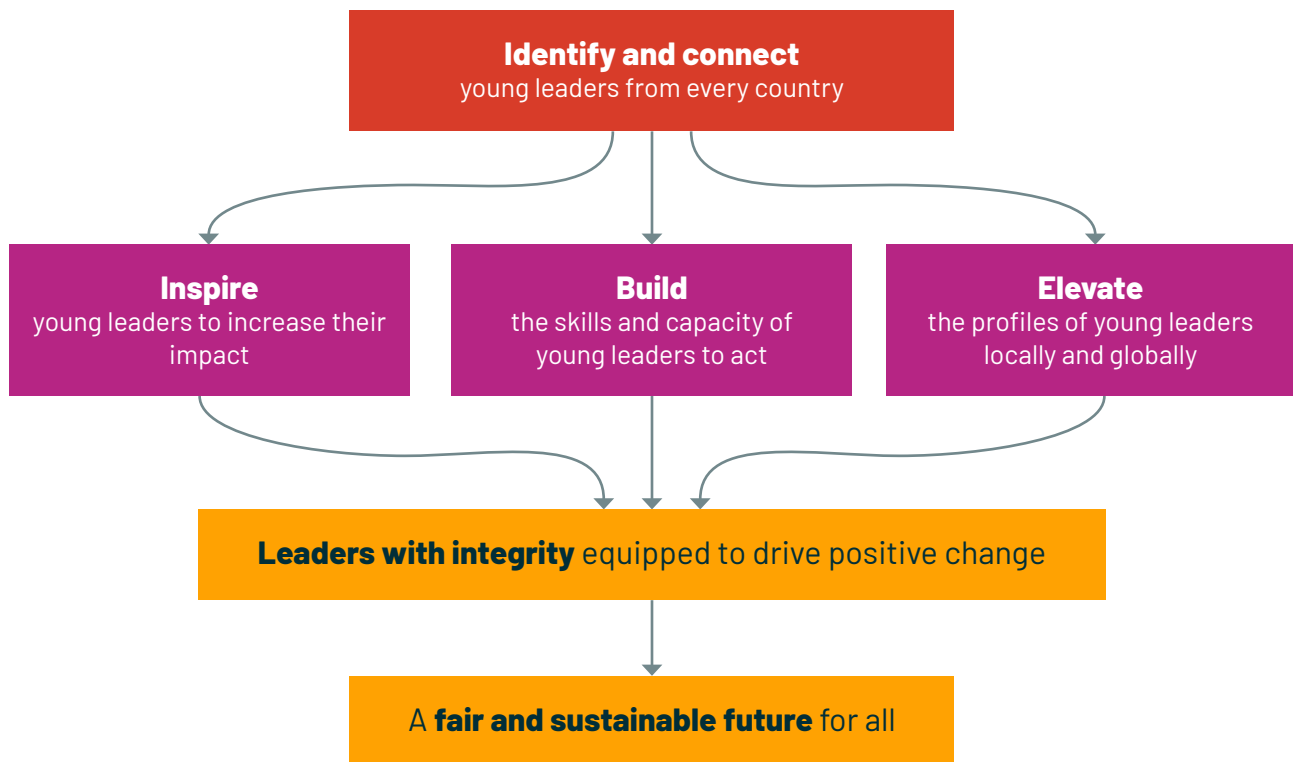 Identify and connect
young leaders from every country
Inspire
young leaders to increase their
impact
Build
the skills and capacity of
young leaders to act
Elevate
the profiles of young leaders
locally and globally
Leaders with integrity equipped to drive positive change
A fair and sustainable future for all